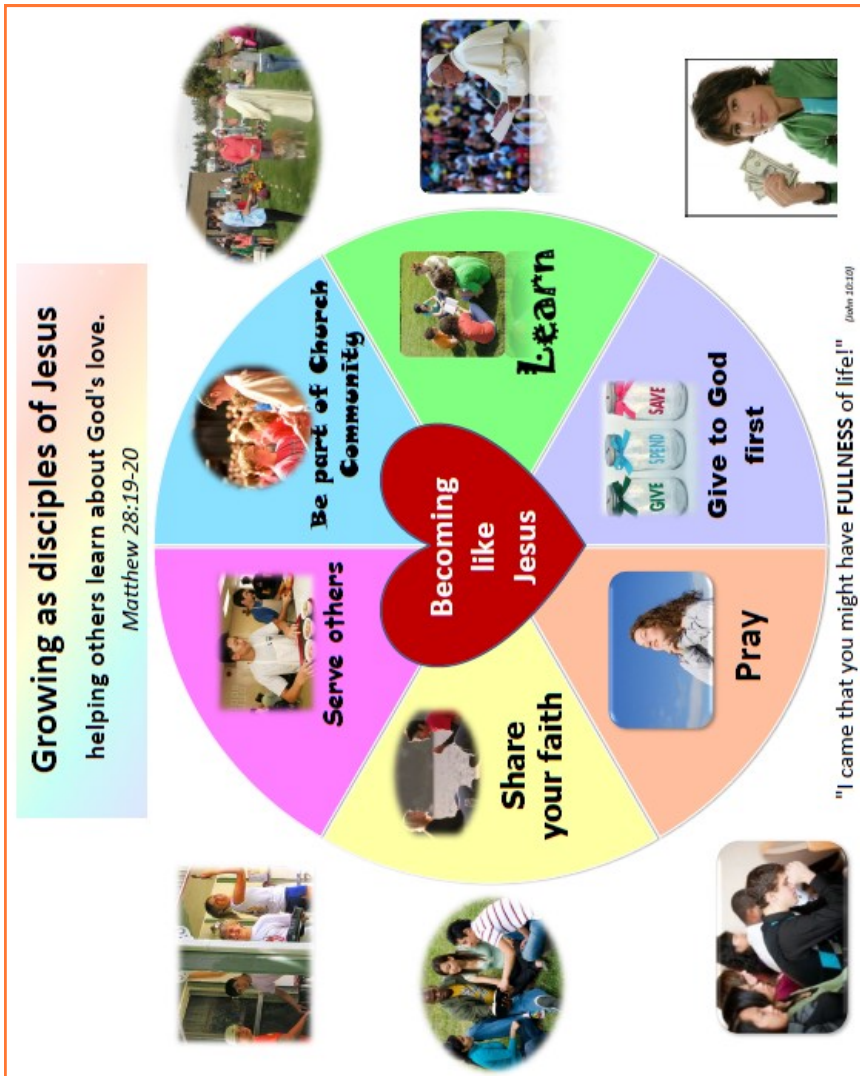 Growing as disciples of Jesus
helping others learn about God's love.
Matthew 28:19-20
Serve others
Be part of Church
Community
Learn
Give to God
first
GIVE
SPEND
SAVE
Pray
Share
your faith
Becoming
like
Jesus
"I came that you might have FULLNESS of life!"
(John 10:10)